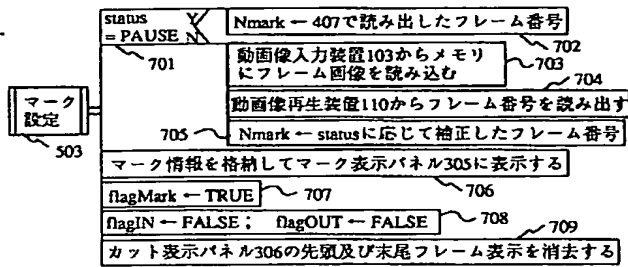 status = PAUSE
Y
N
701
Nmark ← 407で読み出したフレーム番号
702
動画像入力装置103からメモリ
にフレーム画像を読み込む
703
704
動画像再生装置110からフレーム番号を読み出す
705
Nmark ← statusに応じて補正したフレーム番号
マーク
設定
503
マーク情報を格納してマーク表示パネル305に表示する
706
flagMark ← TRUE
707
flagIN ← FALSE； flagOUT ← FALSE
708
709
カット表示パネル306の先頭及び末尾フレーム表示を消去する